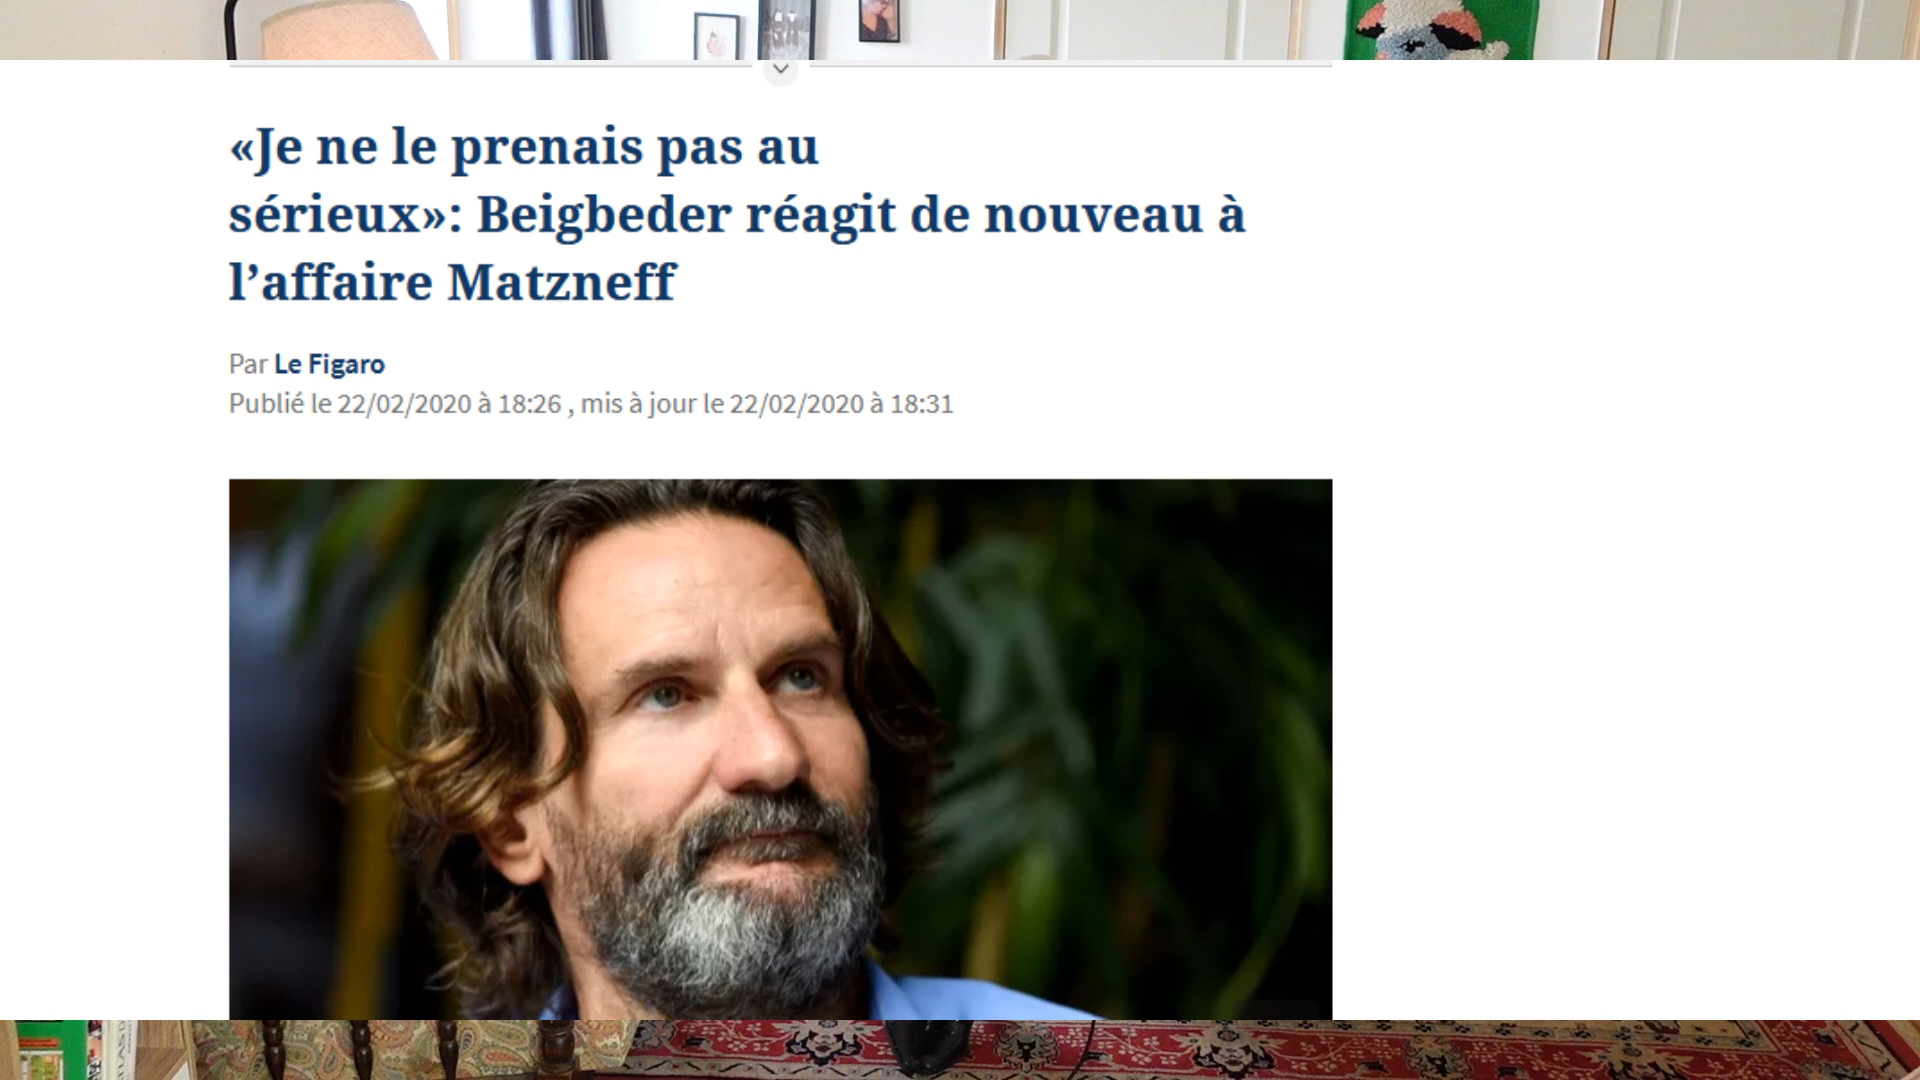 «Je ne le prenais pas au
sérieux»: Beigbeder réagit de nouveau à
l’affaire Matzneff
Par Le Figaro
Publié le 22/02/2020 à 18:26 , mis à jour le 22/02/2020 à 18:31